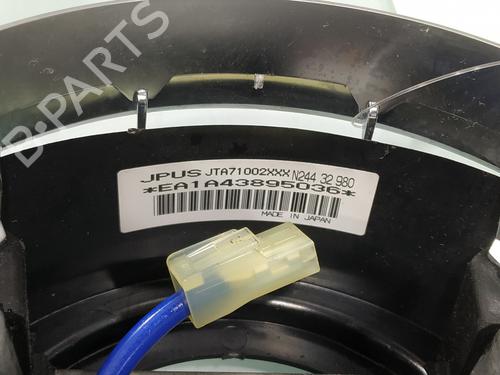 B-PARTS
JPUS JTA71002XXX N244 32 980
*EA1A43895036*
MADE IN JAPAN